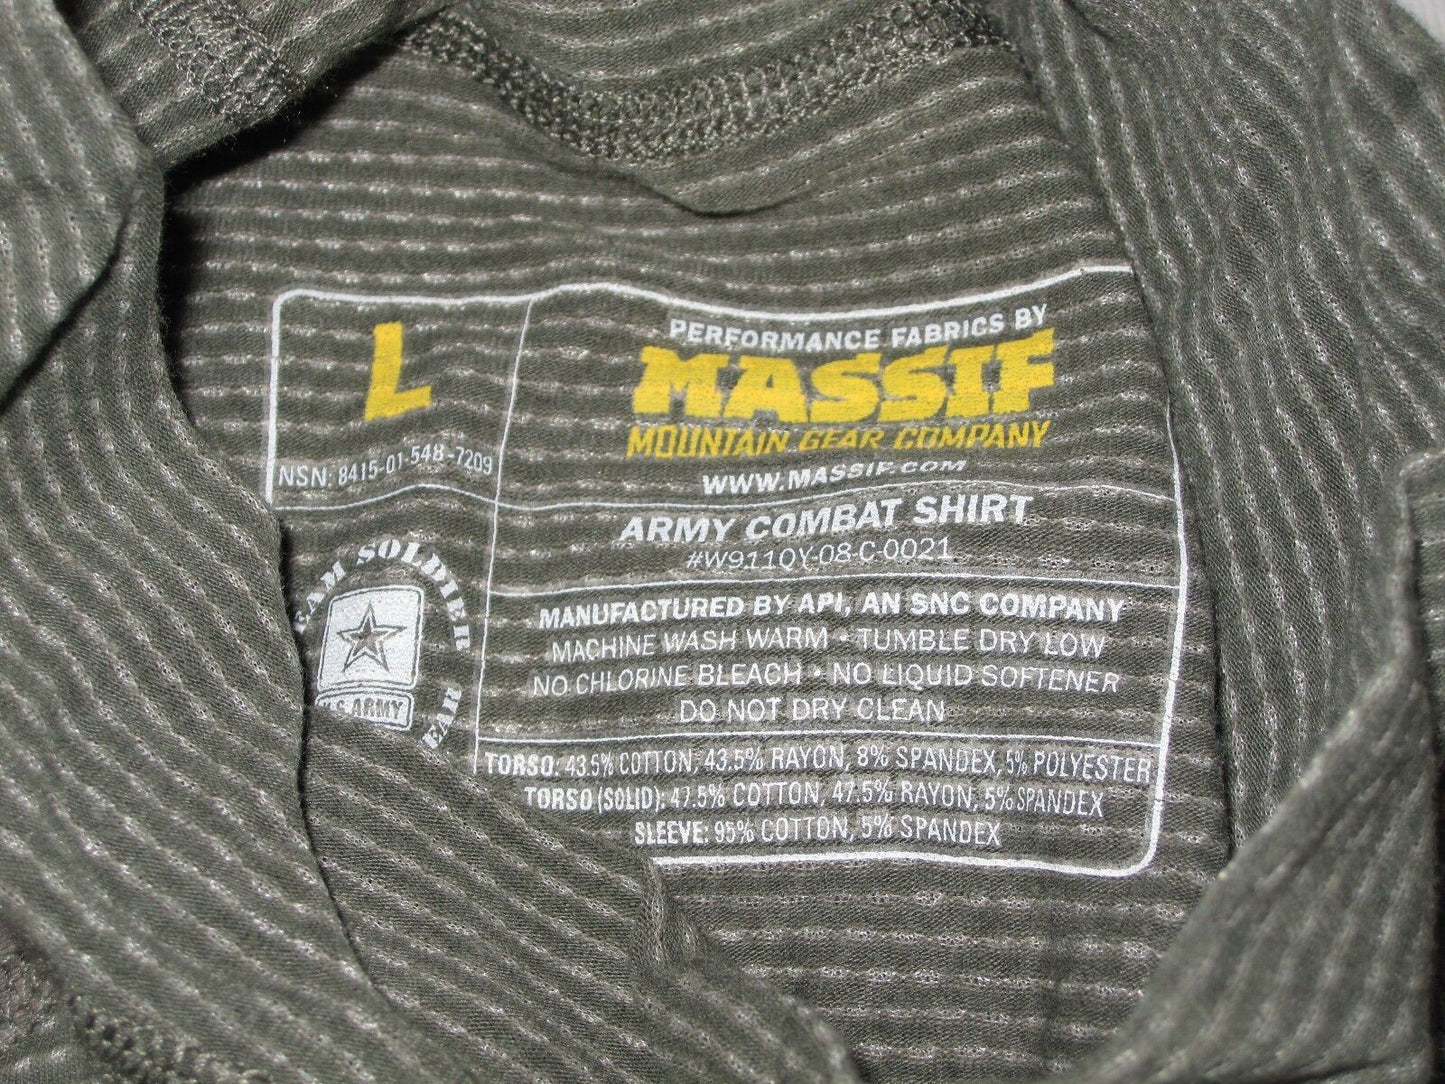 L
NSN: 8415-01-548-7209
PERFORMANCE FABRICS BY
MASSIF
MOUNTAIN GEAR COMPANY
WWW.MASSIF.COM
ARMY COMBAT SHIRT
#W911QY-08-C-0021
EAM SOLDIER
U.S. ARMY
EAR
MANUFACTURED BY API, AN SNC COMPANY
MACHINE WASH WARM • TUMBLE DRY LOW
NO CHLORINE BLEACH • NO LIQUID SOFTENER
DO NOT DRY CLEAN
TORSO: 43.5% COTTON, 43.5% RAYON, 8% SPANDEX, 5% POLYESTER
TORSO (SOLID): 47.5% COTTON, 47.5% RAYON, 5% SPANDEX
SLEEVE: 95% COTTON, 5% SPANDEX